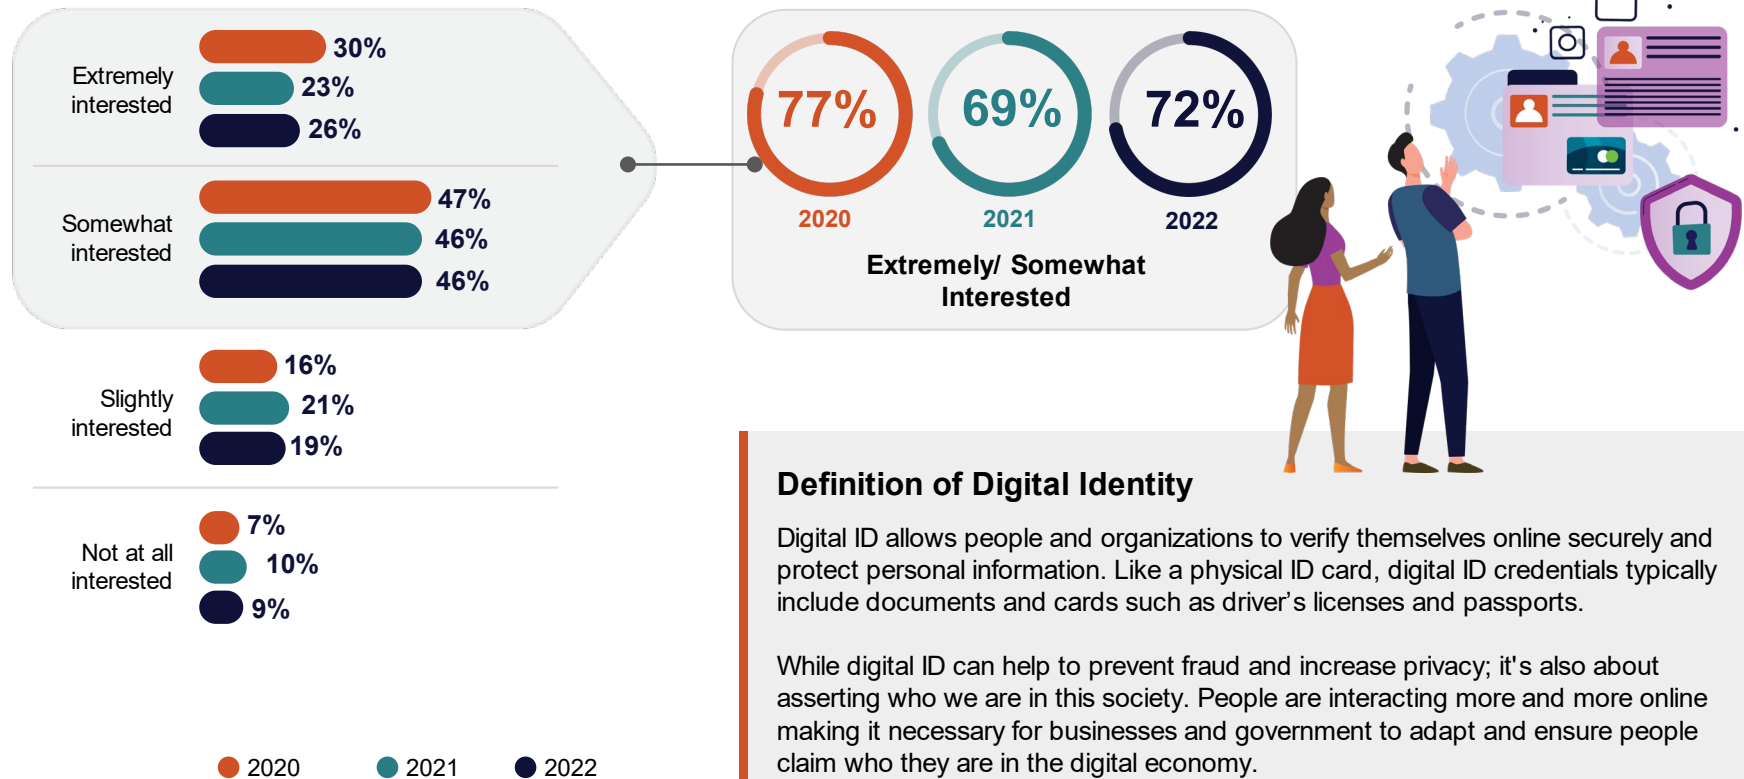 Extremely
interested
30%
23%
26%
Somewhat
interested
47%
46%
46%
77%
69%
72%
2020
2021
2022
Extremely/ Somewhat
Interested
Slightly
interested
16%
21%
19%
Not at all
interested
7%
10%
9%
2020
2021
2022
Definition of Digital Identity
Digital ID allows people and organizations to verify themselves online securely and
protect personal information. Like a physical ID card, digital ID credentials typically
include documents and cards such as driver’s licenses and passports.
While digital ID can help to prevent fraud and increase privacy; it's also about
asserting who we are in this society. People are interacting more and more online
making it necessary for businesses and government to adapt and ensure people
claim who they are in the digital economy.